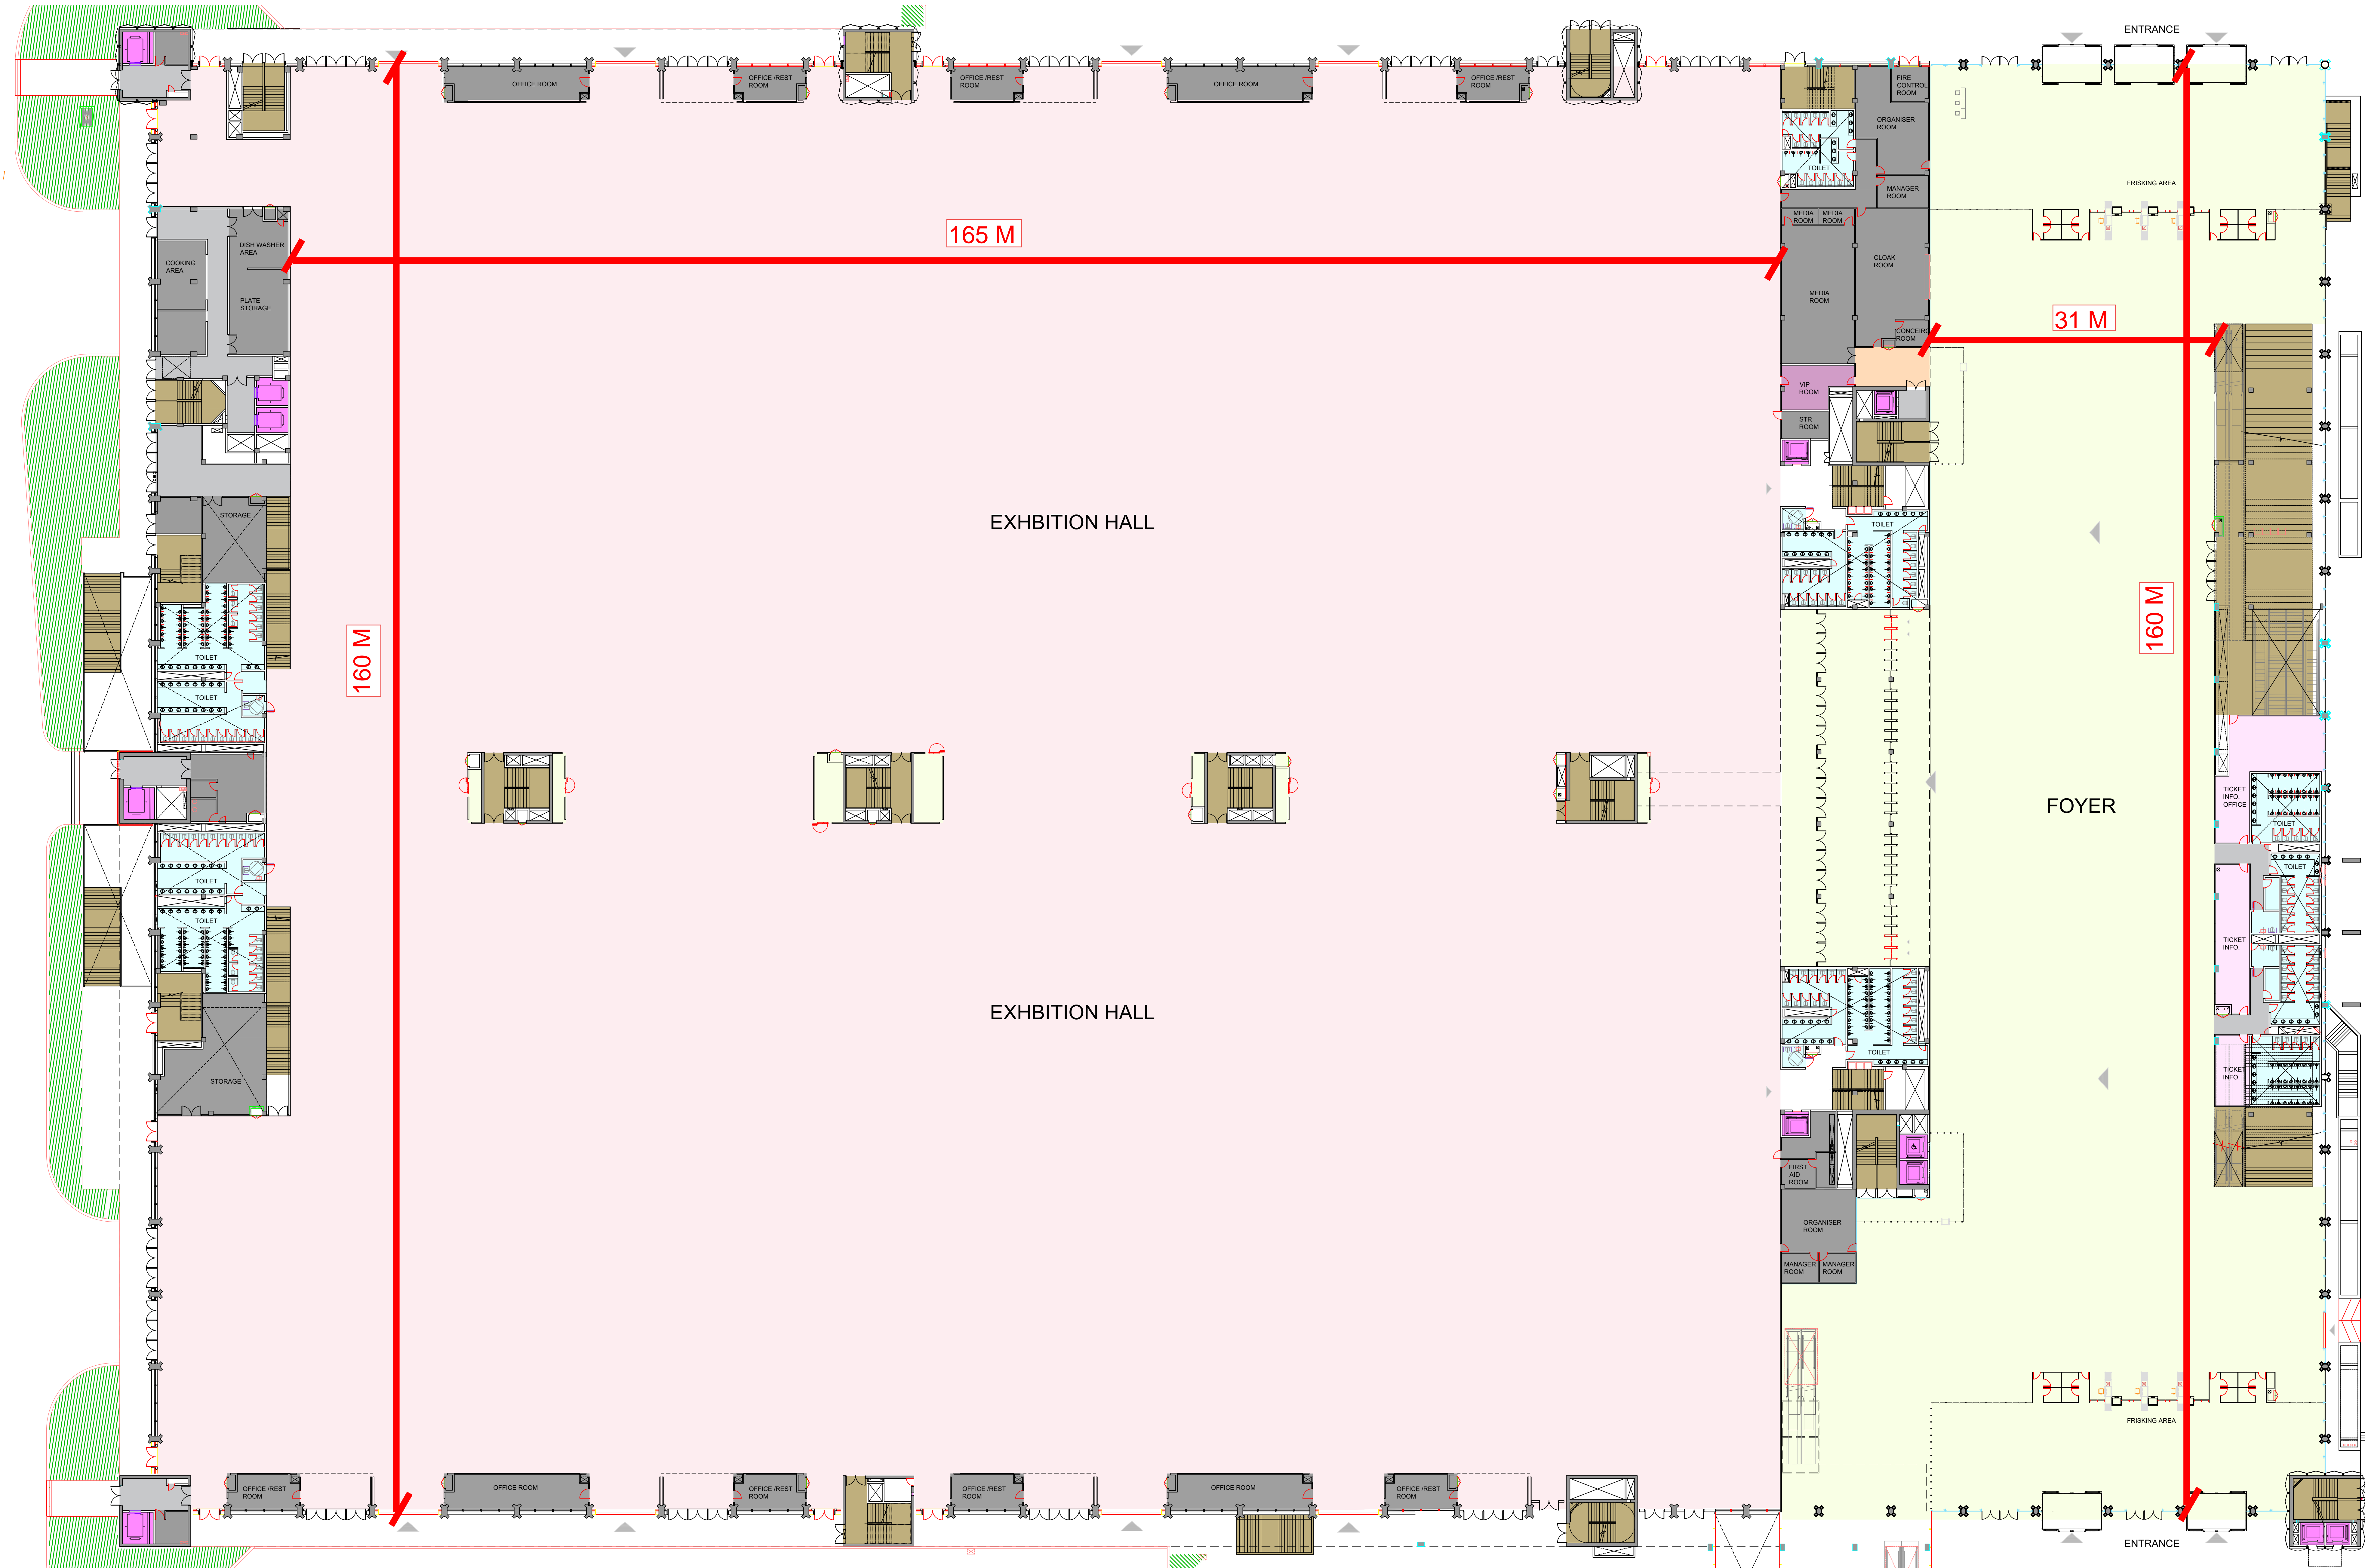 ENTRANCE
OFFICE ROOM
OFFICE /REST
ROOM
OFFICE /REST
ROOM
OFFICE ROOM
OFFICE /REST
ROOM
FIRE
CONTROL
ROOM
ORGANISER
ROOM
TOILET
MANAGER
ROOM
FRISKING AREA
MEDIA
ROOM
MEDIA
ROOM
165 M
DISH WASHER
AREA
COOKING
AREA
PLATE
STORAGE
CLOAK
ROOM
MEDIA
ROOM
31 M
VIP
ROOM
STR
ROOM
STORAGE
EXHBITION HALL
TOILET
160 M
160 M
TOILET
TOILET
FOYER
TICKET
INFO.
OFFICE
TOILET
TOILET
TOILET
TOILET
TICKET
INFO.
EXHBITION HALL
TOILET
STORAGE
TICKET
INFO.
FIRST
AID
ROOM
ORGANISER
ROOM
MANAGER
ROOM
MANAGER
ROOM
FRISKING AREA
OFFICE /REST
ROOM
OFFICE ROOM
OFFICE /REST
ROOM
OFFICE /REST
ROOM
OFFICE ROOM
OFFICE /REST
ROOM
ENTRANCE